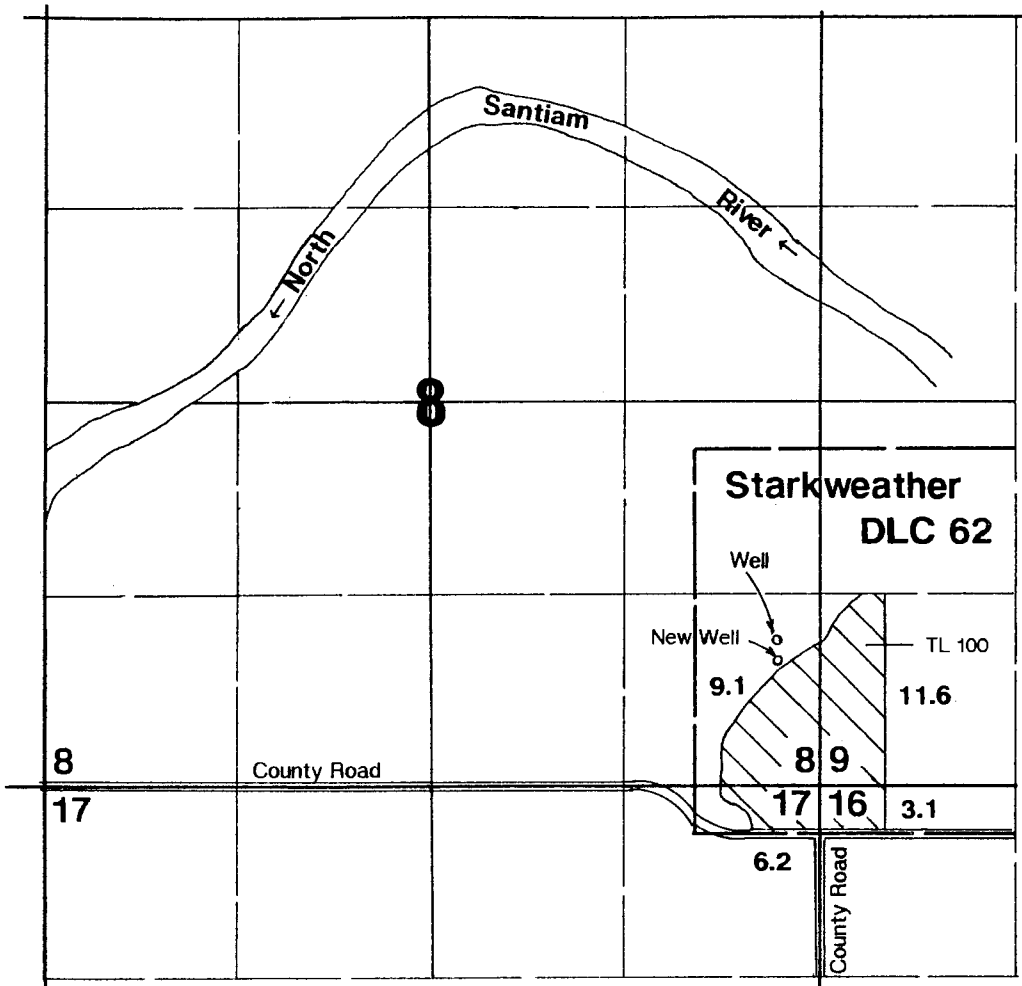 Santiam
River ←
← North
8
Starkweather
DLC 62
Well
New Well
TL 100
9.1
11.6
8 9
8
County Road
17
17 16
3.1
6.2
County Road